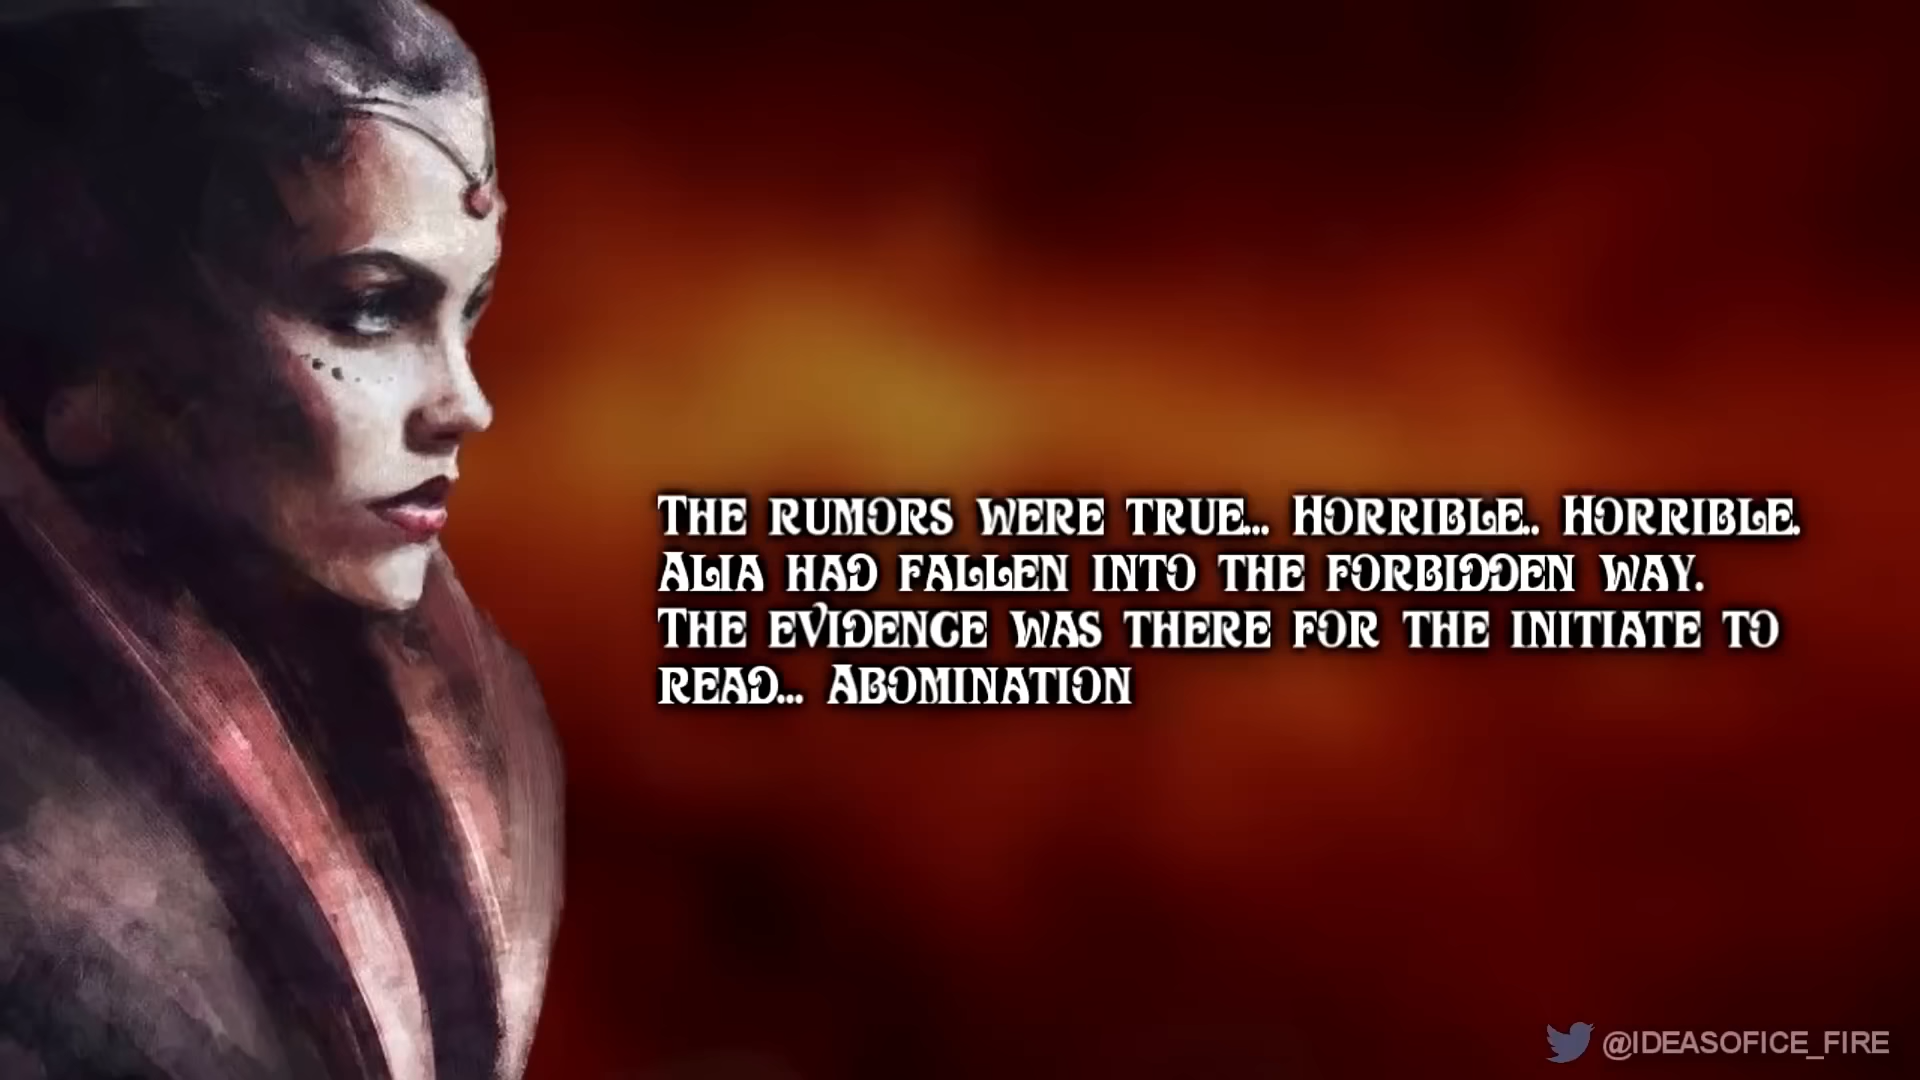 The rumors were true... Horrible.. Horrible.
Alia had fallen into the forbidden way.
The evidence was there for the initiate to
read... Abomination
@IDEASOFICE_FIRE